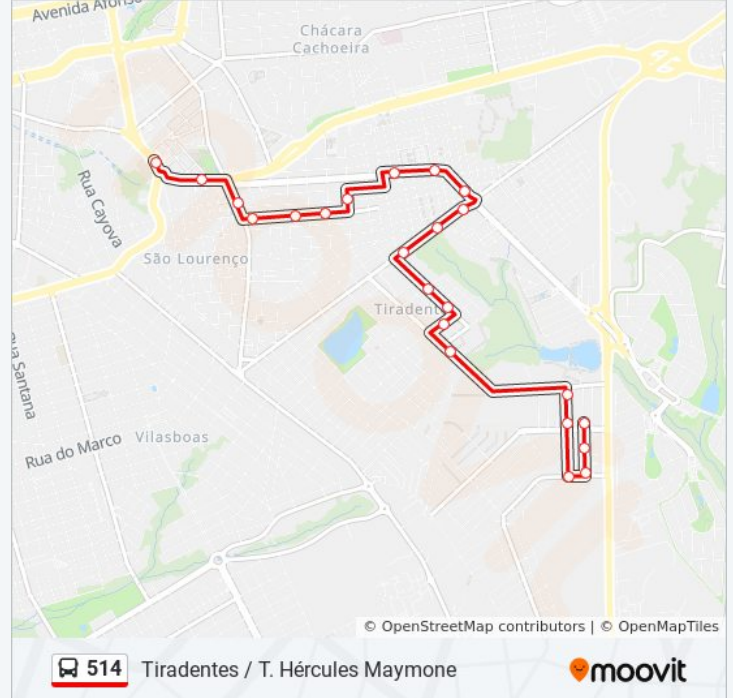 Avenida Afonso
Chácara
Cachoeira
Rua Cayova
São Lourenço
Tiradent
Rua Santana
Rua do Marco
Vilasboas
© OpenStreetMap contributors | © OpenMapTiles
514 Tiradentes / T. Hércules Maymone
moovit